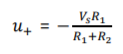 u₊ = − VₛR₁ / (R₁ + R₂)